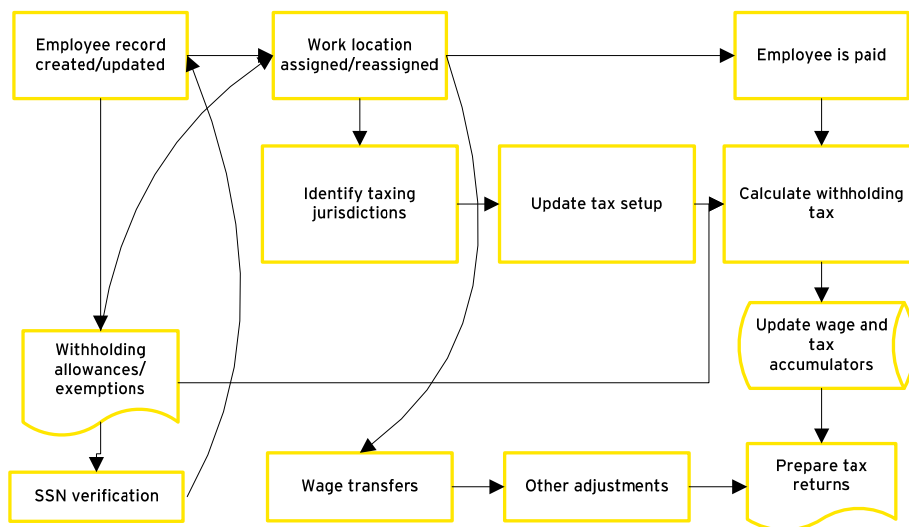 Employee record
created/updated
Work location
assigned/reassigned
Employee is paid
Identify taxing
jurisdictions
Update tax setup
Calculate withholding
tax
Withholding
allowances/
exemptions
Update wage and
tax
accumulators
SSN verification
Wage transfers
Other adjustments
Prepare tax
returns